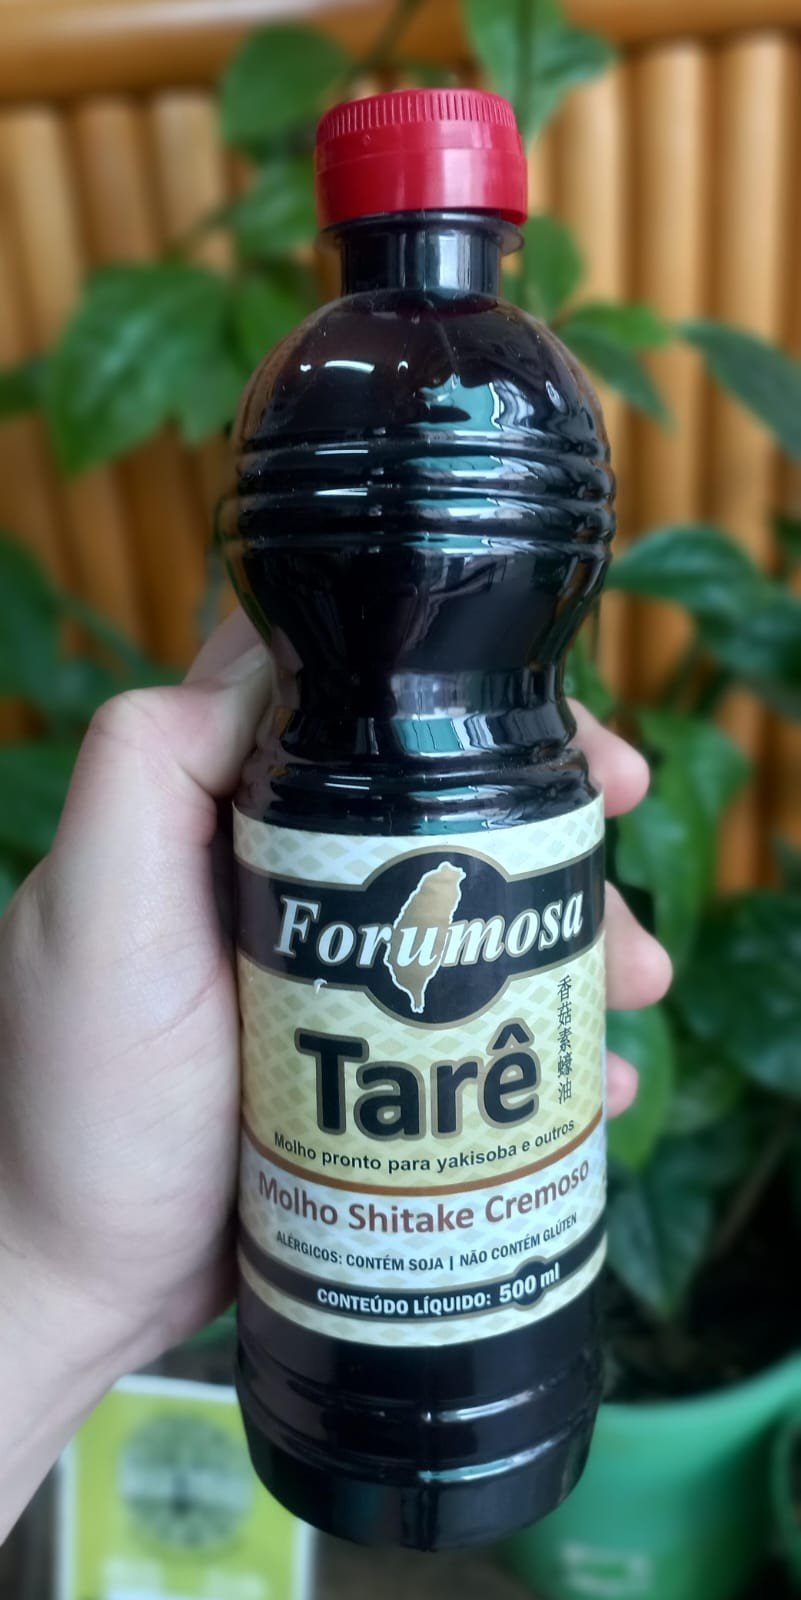 Forumosa
香菇素蠔油
Tarê
Molho pronto para yakisoba e outros
Molho Shitake Cremoso
ALÉRGICOS: CONTÉM SOJA | NÃO CONTÉM GLÚTEN
CONTEÚDO LÍQUIDO: 500 ml